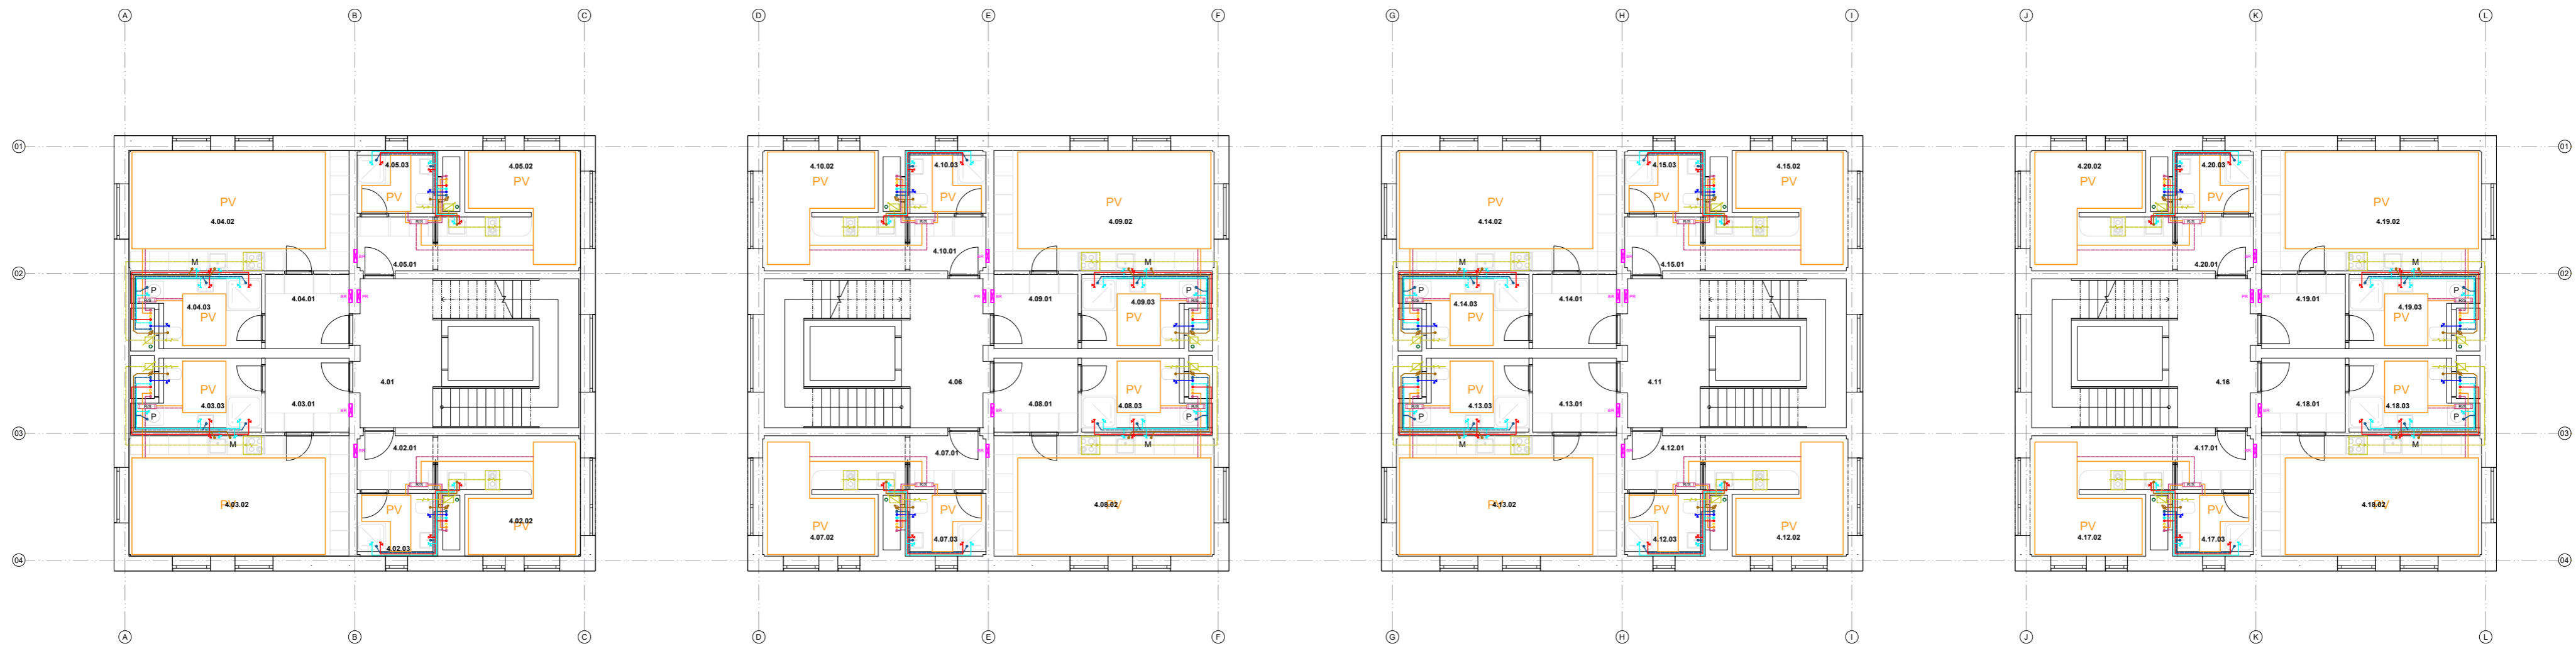 A B C D E F G H I J K L
01 01
4.05.03 4.05.02 4.10.02 4.10.03 4.15.03 4.15.02 4.20.02 4.20.03
PV PV PV PV PV PV PV PV PV PV PV PV
4.04.02 4.09.02 4.14.02 4.19.02
4.05.01 4.10.01 4.15.01 4.20.01
M M M M
02 02
P P P P
4.04.03 4.04.01 4.09.01 4.09.03 4.14.03 4.14.01 4.19.01 4.19.03
PV PV PV PV
4.01 4.06 4.11 4.16
PV PV PV PV
4.03.03 4.03.01 4.08.01 4.08.03 4.13.03 4.13.01 4.18.01 4.18.03
P P P P
03 03
M M M M
4.02.01 4.07.01 4.12.01 4.17.01
PV PV PV PV
4.03.02 4.08.02 4.13.02 4.18.02
PV PV PV PV PV PV PV PV
4.02.03 4.02.02 4.07.02 4.07.03 4.12.03 4.12.02 4.17.02 4.17.03
04 04
A B C D E F G H I J K L